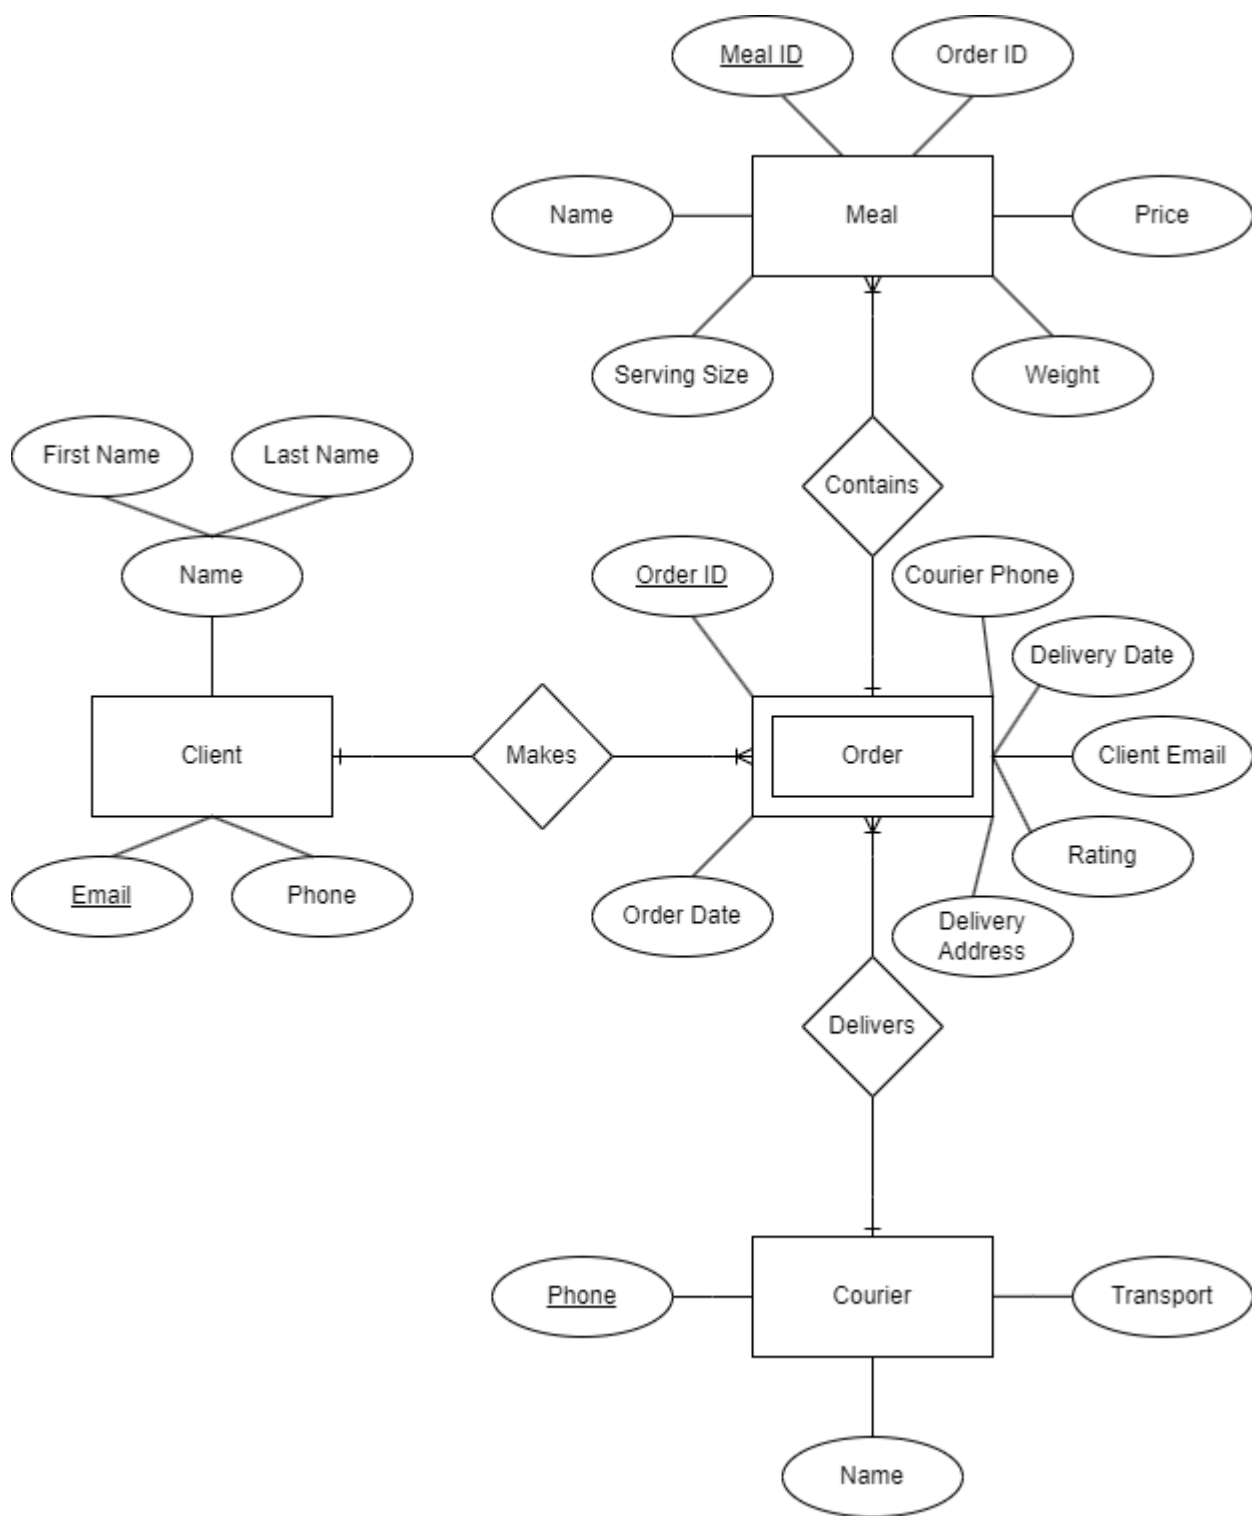 Meal ID
Order ID
Name
Meal
Price
Serving Size
Weight
First Name
Last Name
Contains
Name
Order ID
Courier Phone
Delivery Date
Client
Makes
Order
Client Email
Rating
Email
Phone
Order Date
Delivery
Address
Delivers
Phone
Courier
Transport
Name